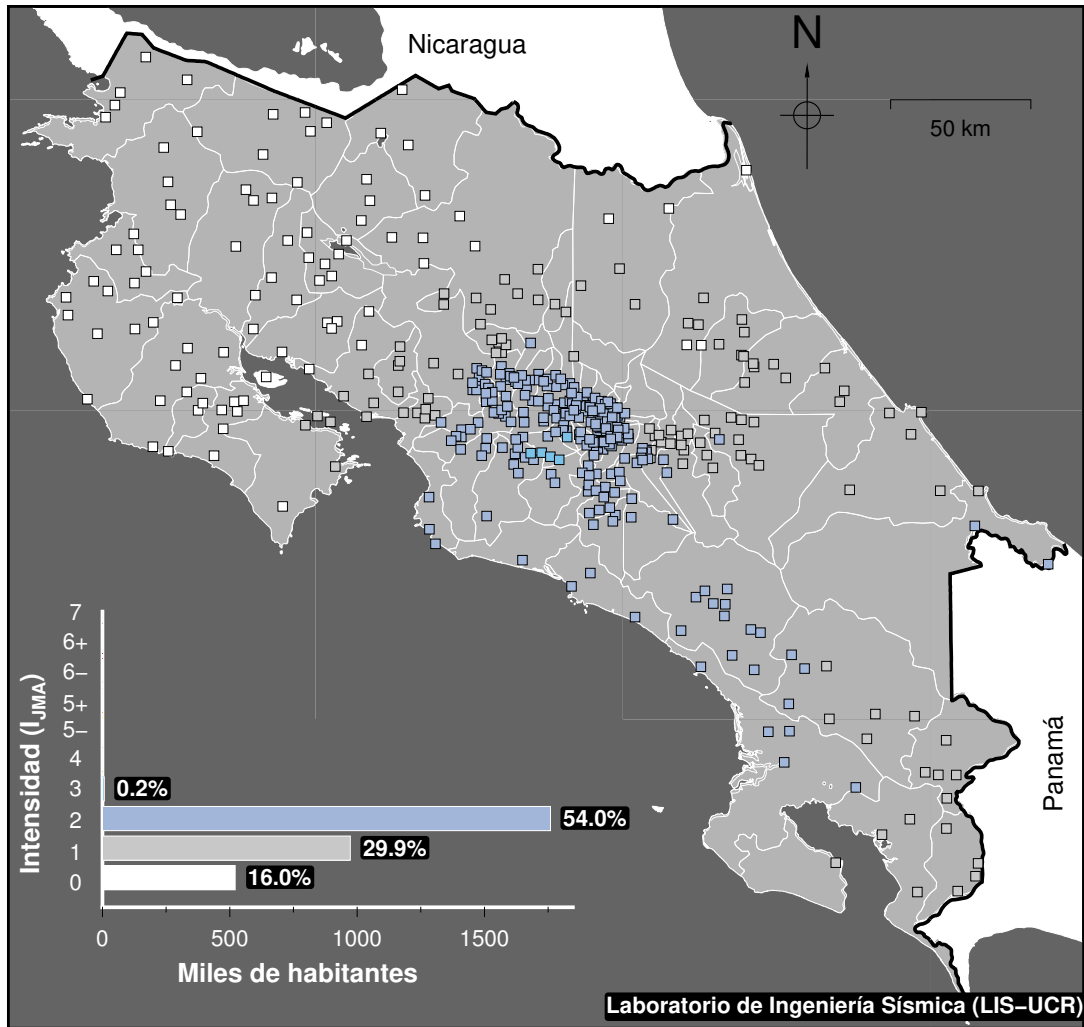 Nicaragua
N
50 km
Panamá
Intensidad (I_JMA)
7
6+
6−
5+
5−
4
3
2
1
0
0.2%
54.0%
29.9%
16.0%
0 500 1000 1500
Miles de habitantes
Laboratorio de Ingeniería Sísmica (LIS−UCR)